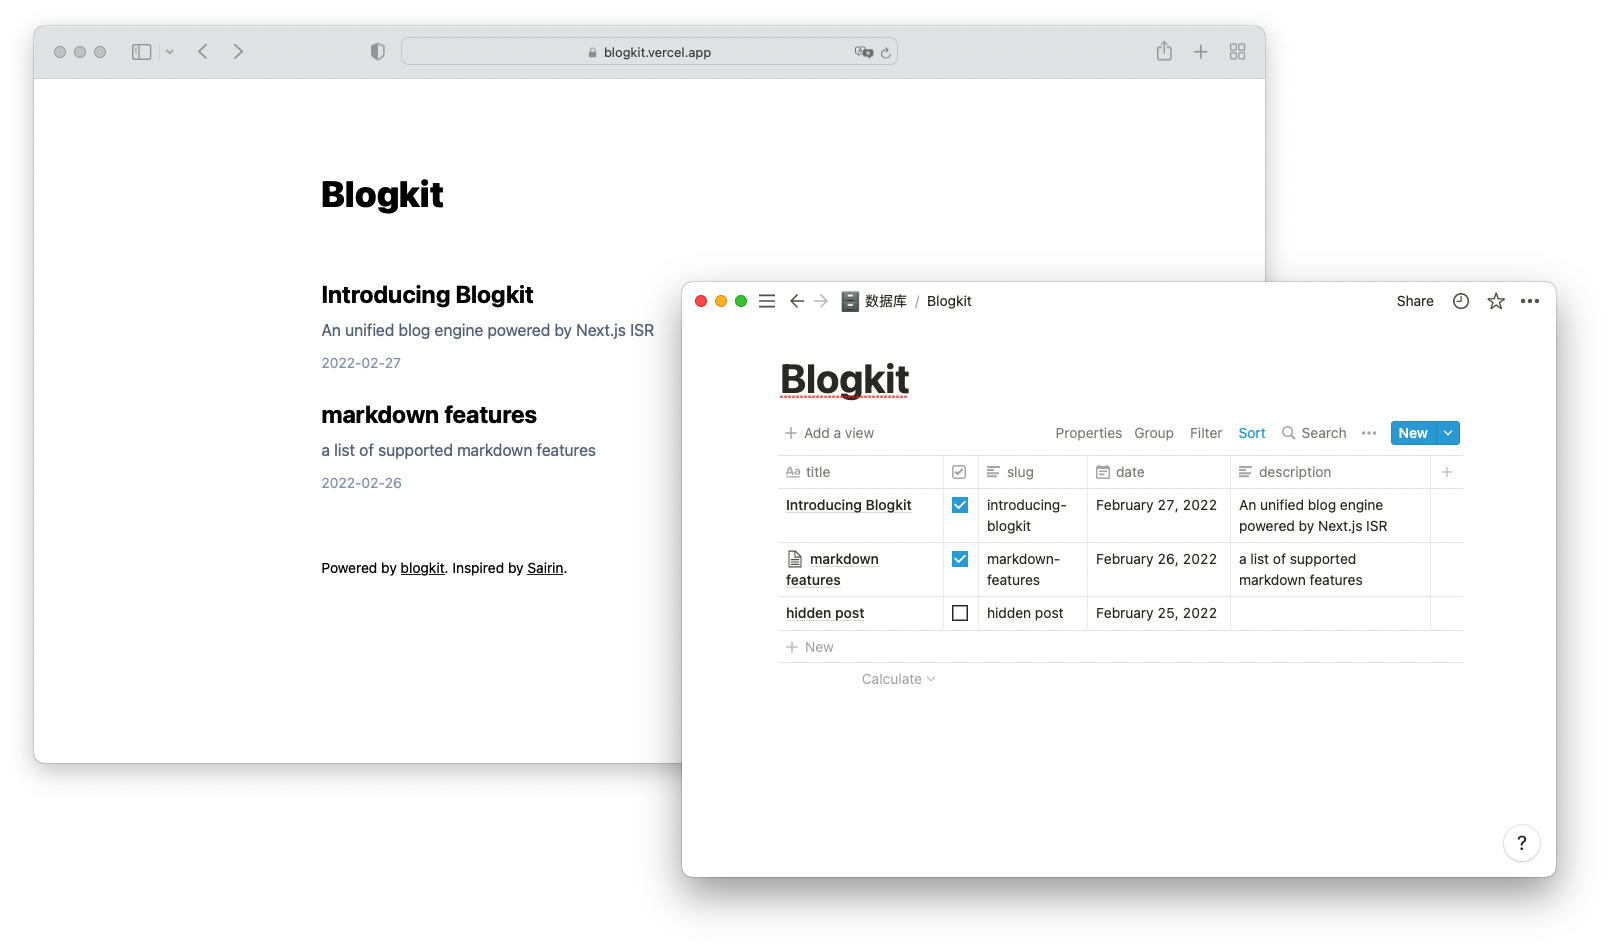 blogkit.vercel.app
Blogkit
Introducing Blogkit
An unified blog engine powered by Next.js ISR
2022-02-27
markdown features
a list of supported markdown features
2022-02-26
Powered by blogkit. Inspired by Sairin.
数据库 / Blogkit
Share
Blogkit
Add a view
Properties Group Filter Sort Search
New
Aa title slug date description
Introducing Blogkit introducing- February 27, 2022 An unified blog engine
blogkit powered by Next.js ISR
markdown markdown- February 26, 2022 a list of supported
features features markdown features
hidden post hidden post February 25, 2022
New
Calculate
?